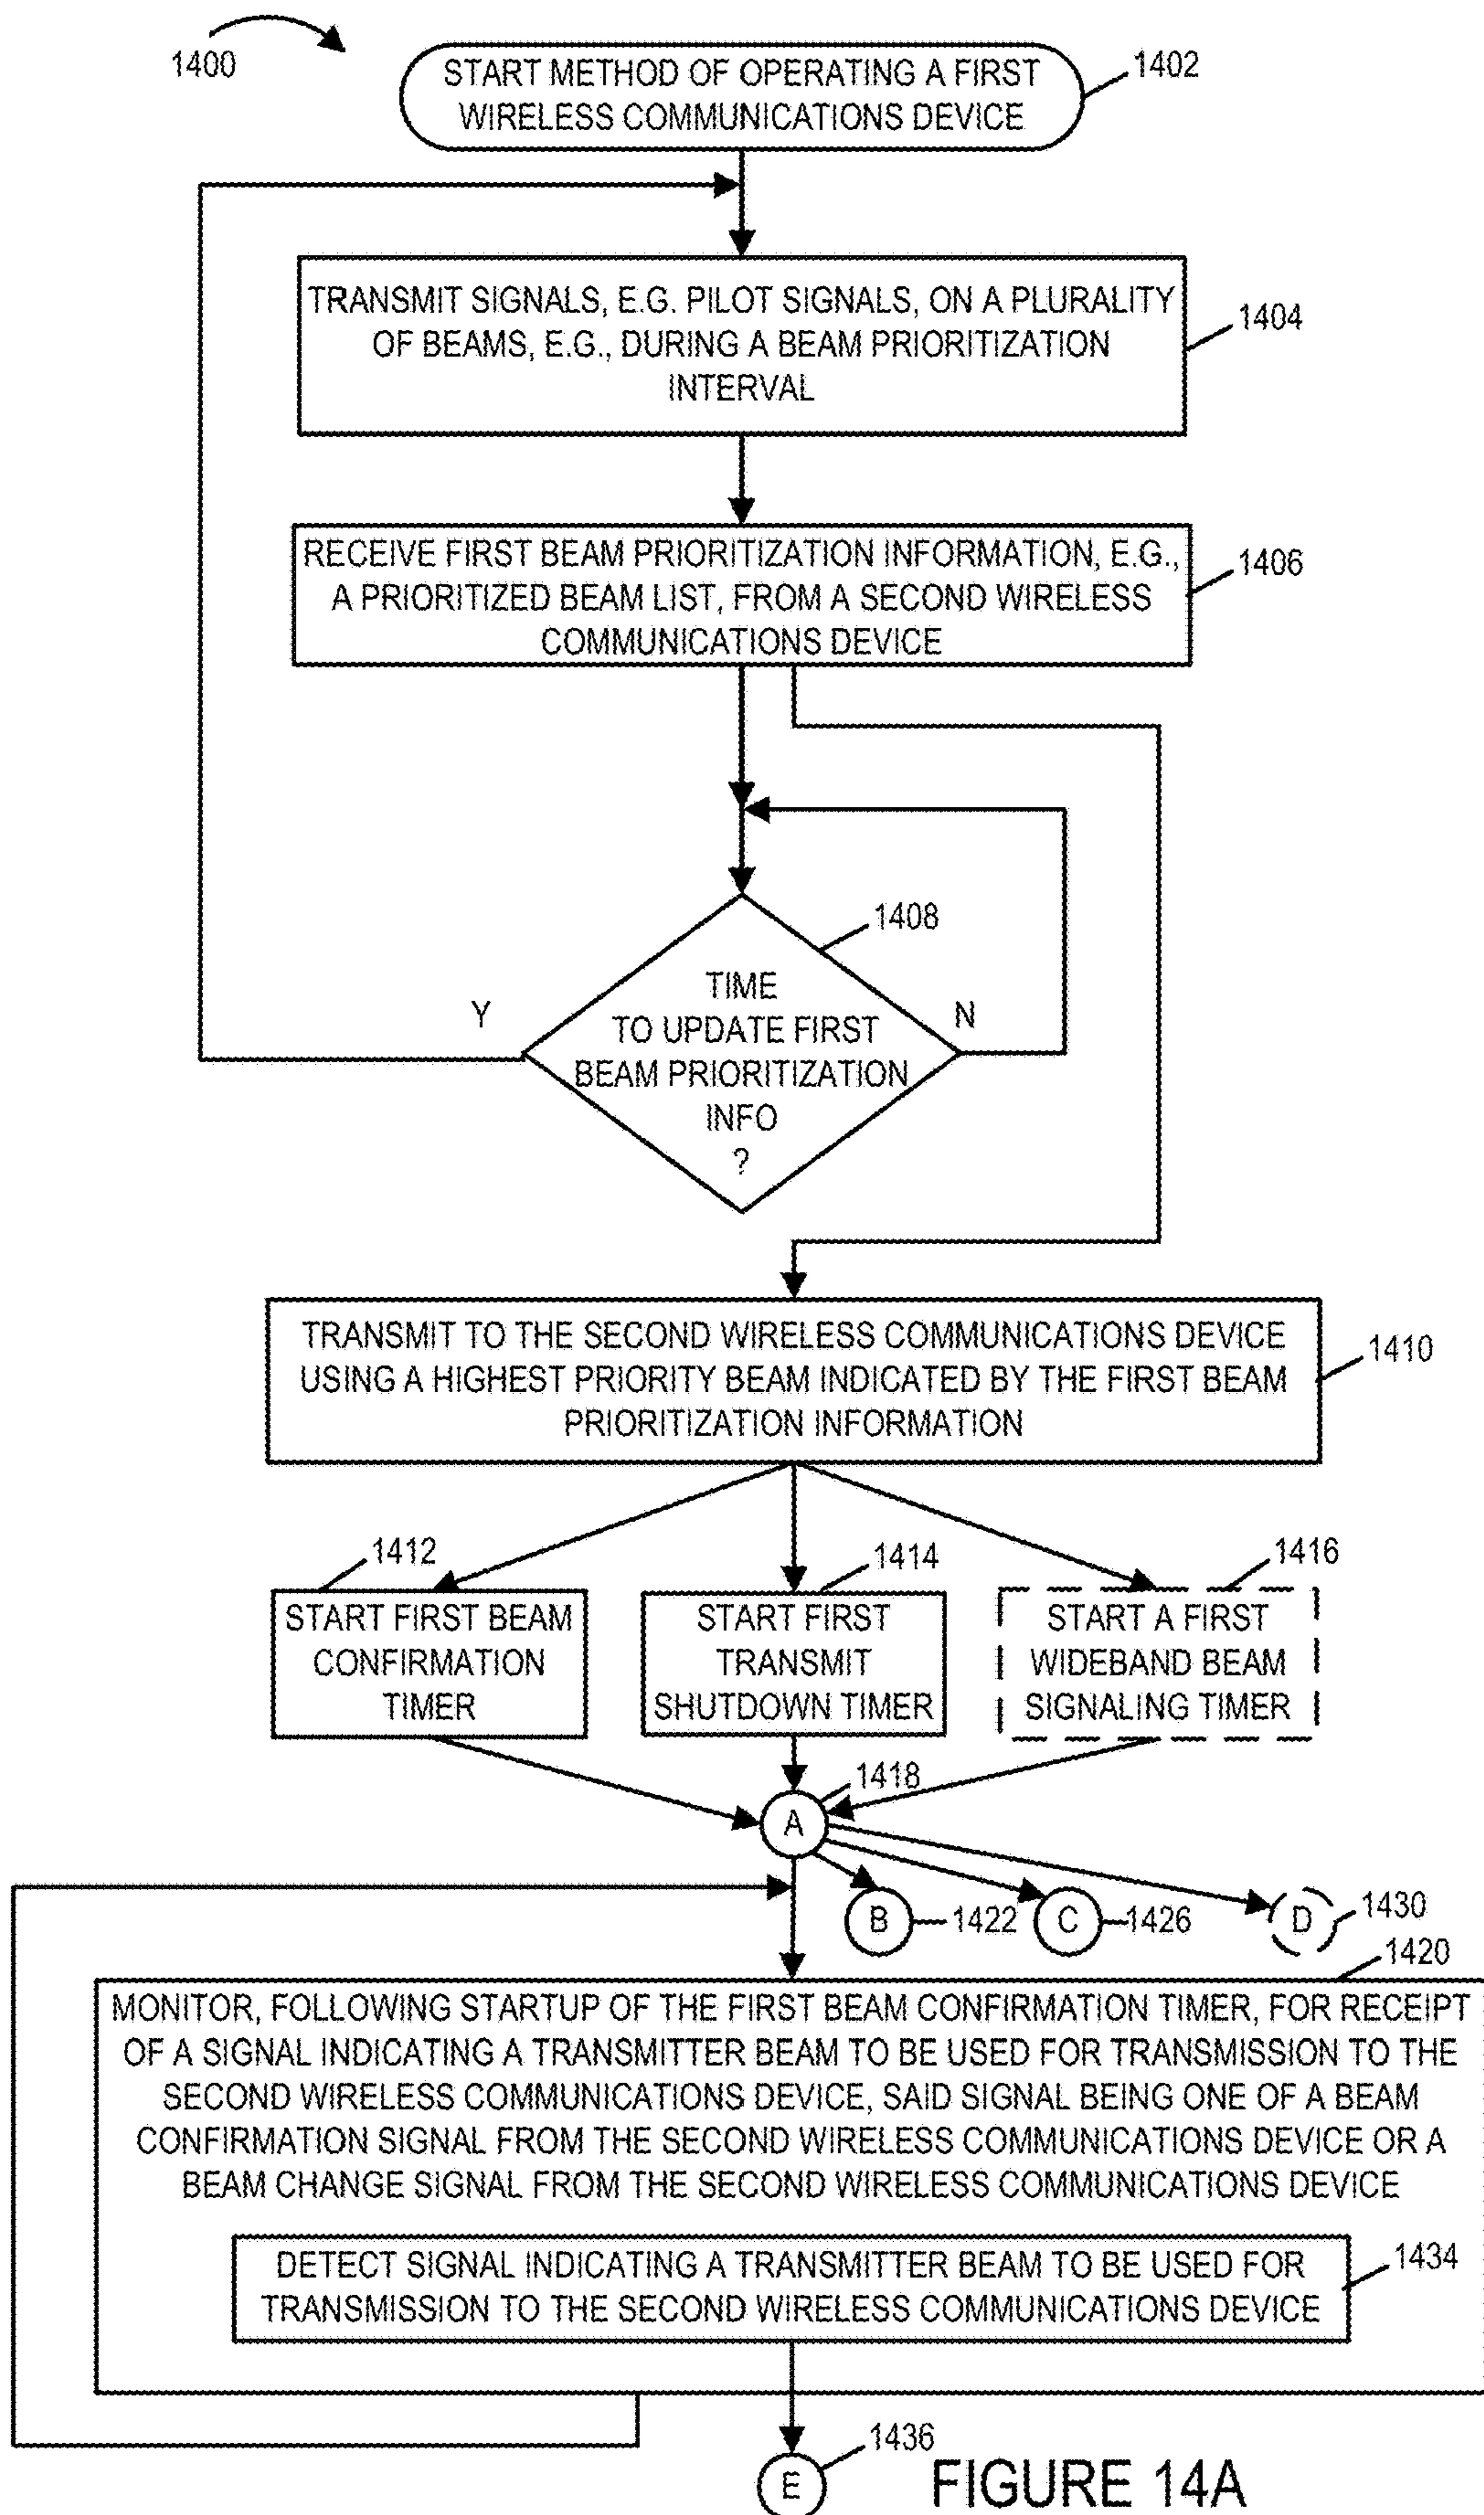 1400
START METHOD OF OPERATING A FIRST
WIRELESS COMMUNICATIONS DEVICE
1402
TRANSMIT SIGNALS, E.G. PILOT SIGNALS, ON A PLURALITY
OF BEAMS, E.G., DURING A BEAM PRIORITIZATION
INTERVAL
1404
RECEIVE FIRST BEAM PRIORITIZATION INFORMATION, E.G.,
A PRIORITIZED BEAM LIST, FROM A SECOND WIRELESS
COMMUNICATIONS DEVICE
1406
1408
TIME
TO UPDATE FIRST
BEAM PRIORITIZATION
INFO
?
Y
N
TRANSMIT TO THE SECOND WIRELESS COMMUNICATIONS DEVICE
USING A HIGHEST PRIORITY BEAM INDICATED BY THE FIRST BEAM
PRIORITIZATION INFORMATION
1410
1412
START FIRST BEAM
CONFIRMATION
TIMER
1414
START FIRST
TRANSMIT
SHUTDOWN TIMER
1416
START A FIRST
WIDEBAND BEAM
SIGNALING TIMER
1418
A
B
1422
C
1426
D
1430
1420
MONITOR, FOLLOWING STARTUP OF THE FIRST BEAM CONFIRMATION TIMER, FOR RECEIPT
OF A SIGNAL INDICATING A TRANSMITTER BEAM TO BE USED FOR TRANSMISSION TO THE
SECOND WIRELESS COMMUNICATIONS DEVICE, SAID SIGNAL BEING ONE OF A BEAM
CONFIRMATION SIGNAL FROM THE SECOND WIRELESS COMMUNICATIONS DEVICE OR A
BEAM CHANGE SIGNAL FROM THE SECOND WIRELESS COMMUNICATIONS DEVICE
DETECT SIGNAL INDICATING A TRANSMITTER BEAM TO BE USED FOR
TRANSMISSION TO THE SECOND WIRELESS COMMUNICATIONS DEVICE
1434
1436
E
FIGURE 14A